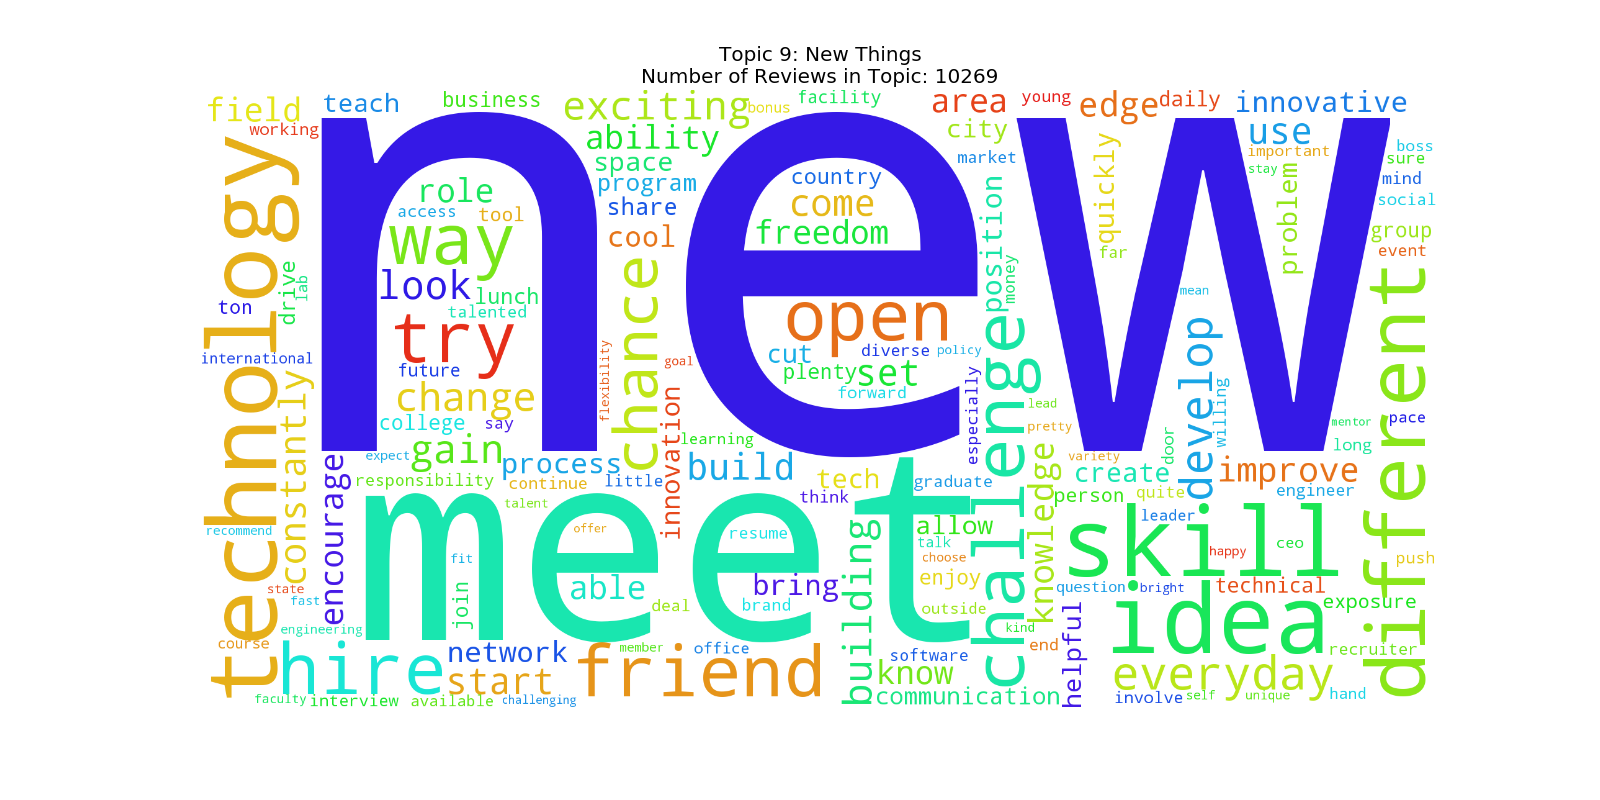 Topic 9: New Things
Number of Reviews in Topic: 10269
field
teach
business
exciting
bonus
facility
area
young
edge
daily
innovative
working
ability
city
use
space
market
important
boss
sure
technology
new
role
program
country
quickly
stay
problem
mind
access
tool
share
come
position
social
way
cool
freedom
far
group
event
drive
lab
look
lunch
chance
money
mean
different
ton
talented
open
try
international
future
flexibility
goal
cut
diverse
policy
develop
constantly
change
plenty
set
forward
especially
challenge
willing
college
say
innovation
lead
pretty
mentor
pace
gain
learning
door
long
expect
process
build
variety
encourage
responsibility
continue
little
tech
graduate
knowledge
create
improve
talent
think
person
quite
engineer
recommend
meet
offer
resume
building
allow
leader
skill
fit
talk
happy
ceo
choose
push
state
fast
join
able
bring
enjoy
question
bright
technical
deal
brand
outside
idea
exposure
engineering
kind
helpful
course
hire
network
friend
member
office
software
end
recruiter
start
know
everyday
faculty
interview
available
challenging
communication
involve
self
unique
hand